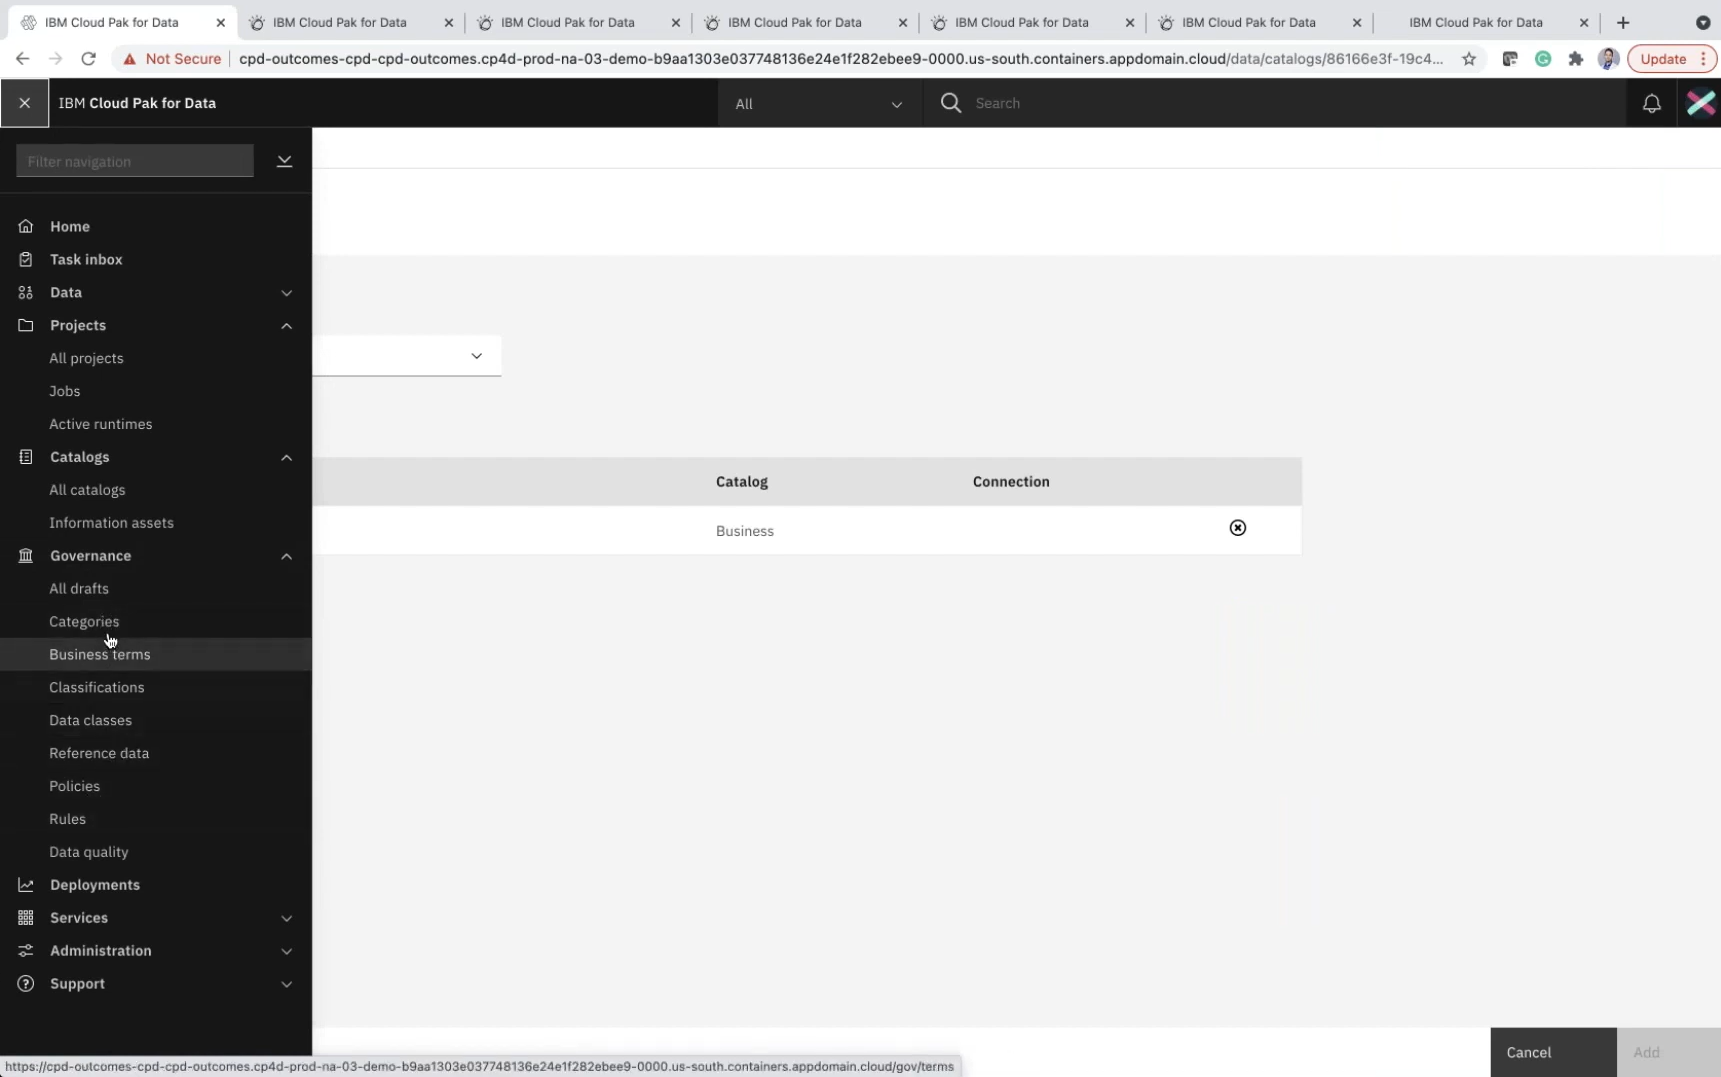 IBM Cloud Pak for Data
IBM Cloud Pak for Data
IBM Cloud Pak for Data
IBM Cloud Pak for Data
IBM Cloud Pak for Data
IBM Cloud Pak for Data
IBM Cloud Pak for Data
Not Secure
cpd-outcomes-cpd-cpd-outcomes.cp4d-prod-na-03-demo-b9aa1303e037748136e24e1f282ebee9-0000.us-south.containers.appdomain.cloud/data/catalogs/86166e3f-19c4...
Update
IBM Cloud Pak for Data
All
Search
Filter navigation
Home
Task inbox
Data
Projects
All projects
Jobs
Active runtimes
Catalogs
All catalogs
Catalog
Connection
Information assets
Business
Governance
All drafts
Categories
Business terms
Classifications
Data classes
Reference data
Policies
Rules
Data quality
Deployments
Services
Administration
Support
Cancel
Add
https://cpd-outcomes-cpd-cpd-outcomes.cp4d-prod-na-03-demo-b9aa1303e037748136e24e1f282ebee9-0000.us-south.containers.appdomain.cloud/gov/terms